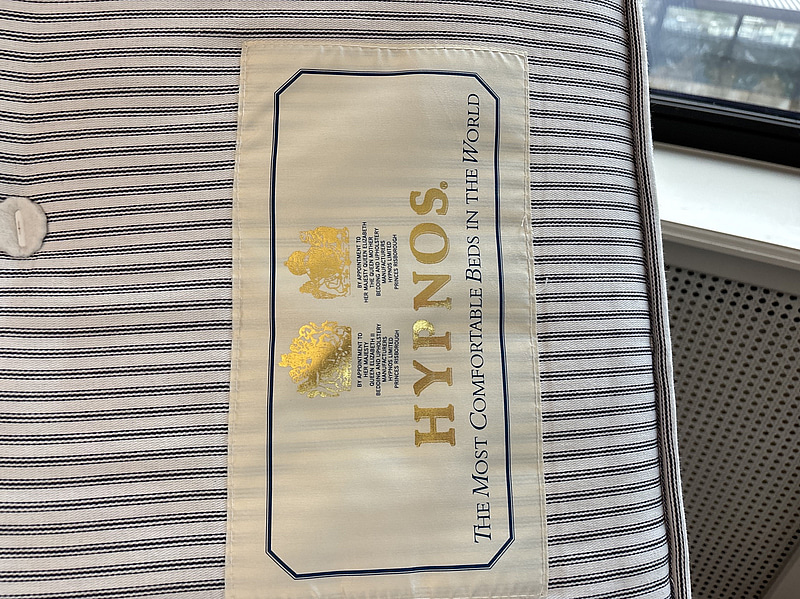 BY APPOINTMENT TO
HER MAJESTY
QUEEN ELIZABETH II
BEDDING AND UPHOLSTERY
MANUFACTURERS
HYPNOS LIMITED
PRINCES RISBOROUGH
BY APPOINTMENT TO
HER MAJESTY QUEEN ELIZABETH
THE QUEEN MOTHER
BEDDING AND UPHOLSTERY
MANUFACTURERS
HYPNOS LIMITED
PRINCES RISBOROUGH
HYPNOS®
THE MOST COMFORTABLE BEDS IN THE WORLD